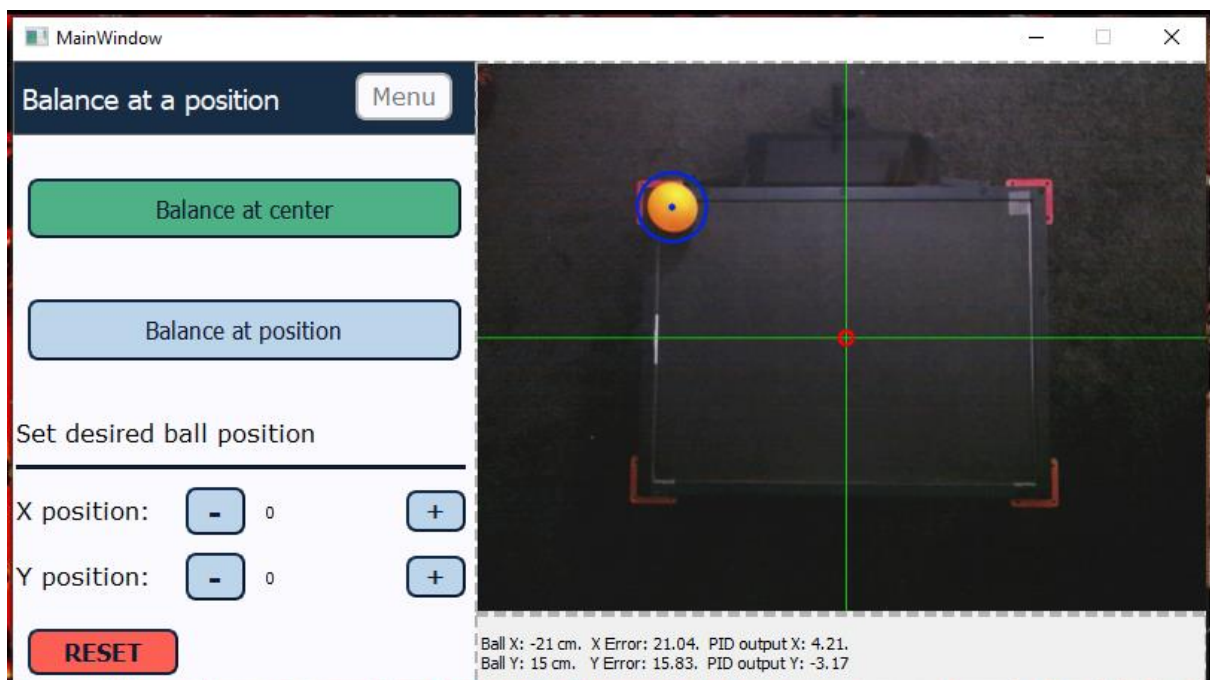 MainWindow
Balance at a position
Menu
Balance at center
Balance at position
Set desired ball position
X position:
-
0
+
Y position:
-
0
+
RESET
Ball X: -21 cm. X Error: 21.04. PID output X: 4.21.
Ball Y: 15 cm. Y Error: 15.83. PID output Y: -3.17